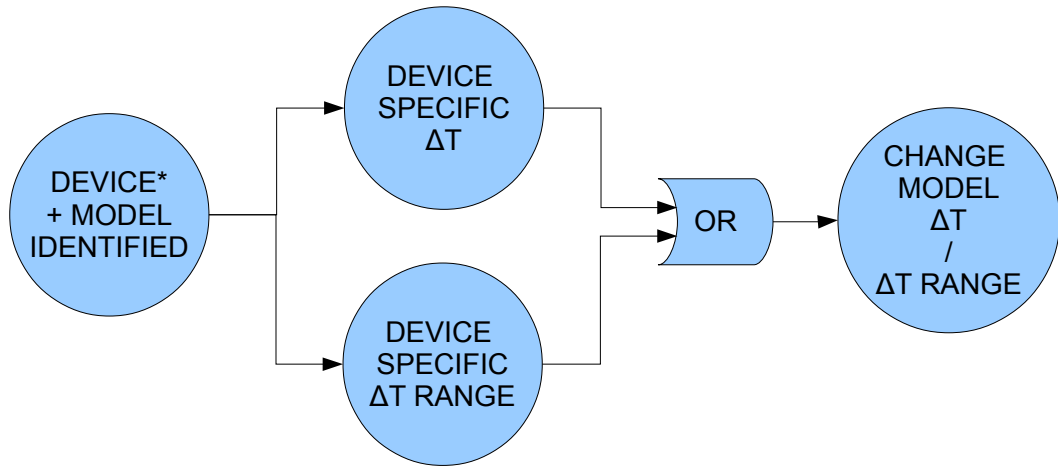 DEVICE*
+ MODEL
IDENTIFIED
DEVICE
SPECIFIC
ΔT
DEVICE
SPECIFIC
ΔT RANGE
OR
CHANGE
MODEL
ΔT
/
ΔT RANGE